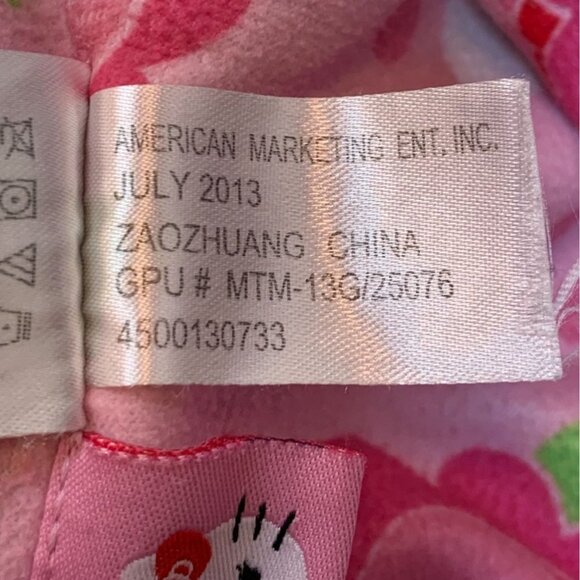 AMERICAN MARKETING ENT. INC.
JULY 2013
ZAOZHUANG CHINA
GPU # MTM-13G/25076
4500130733